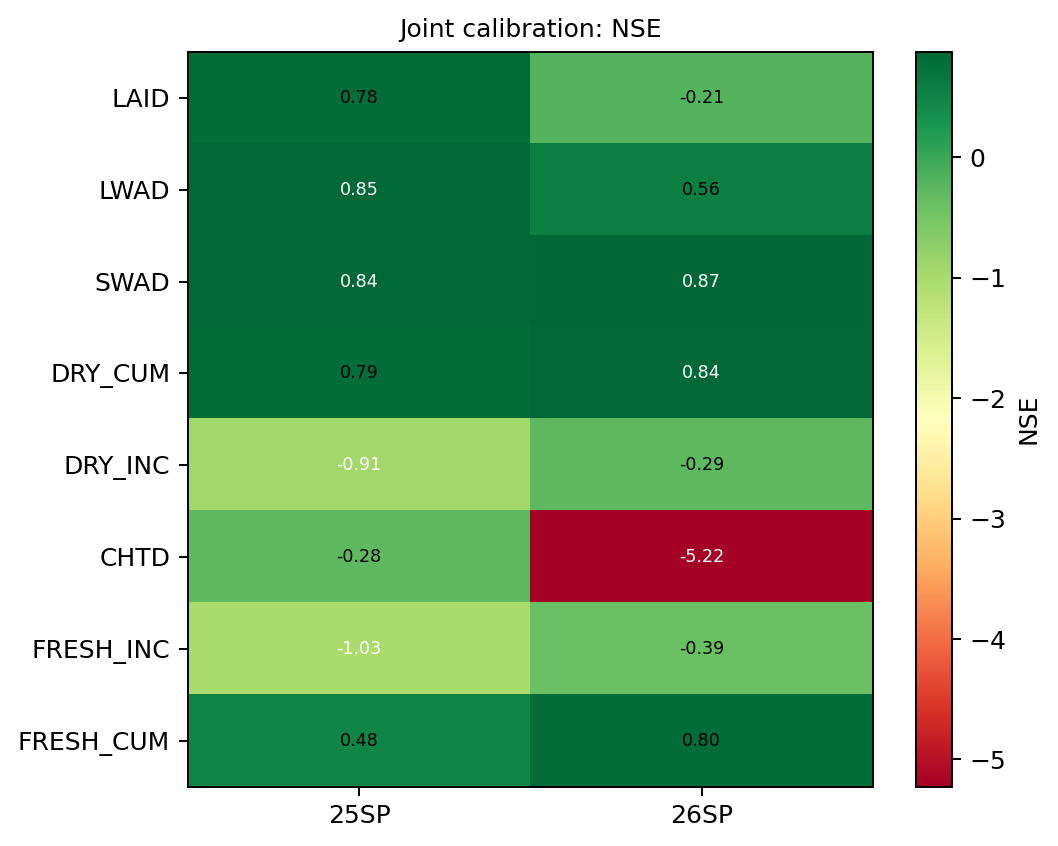 Joint calibration: NSE
LAID 0.78 -0.21
LWAD 0.85 0.56
SWAD 0.84 0.87
DRY_CUM 0.79 0.84
DRY_INC -0.91 -0.29
CHTD -0.28 -5.22
FRESH_INC -1.03 -0.39
FRESH_CUM 0.48 0.80
25SP 26SP
0
−1
−2
−3
−4
−5
NSE